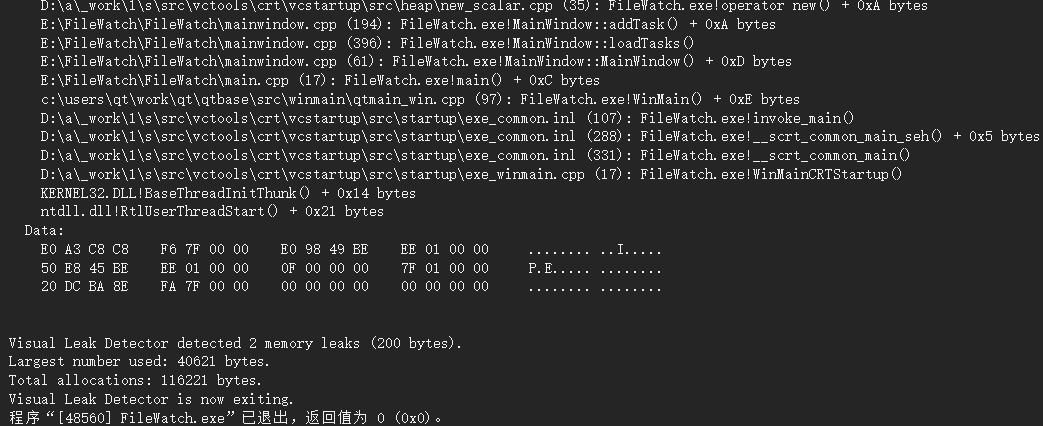 D:\a\_work\1\s\src\vctools\crt\vcstartup\src\heap\new_scalar.cpp (35): FileWatch.exe!operator new() + 0xA bytes
E:\FileWatch\FileWatch\mainwindow.cpp (194): FileWatch.exe!MainWindow::addTask() + 0xA bytes
E:\FileWatch\FileWatch\mainwindow.cpp (396): FileWatch.exe!MainWindow::loadTasks()
E:\FileWatch\FileWatch\mainwindow.cpp (61): FileWatch.exe!MainWindow::MainWindow() + 0xD bytes
E:\FileWatch\FileWatch\main.cpp (17): FileWatch.exe!main() + 0xC bytes
c:\users\qt\work\qt\qtbase\src\winmain\qtmain_win.cpp (97): FileWatch.exe!WinMain() + 0xE bytes
D:\a\_work\1\s\src\vctools\crt\vcstartup\src\startup\exe_common.inl (107): FileWatch.exe!invoke_main()
D:\a\_work\1\s\src\vctools\crt\vcstartup\src\startup\exe_common.inl (288): FileWatch.exe!__scrt_common_main_seh() + 0x5 bytes
D:\a\_work\1\s\src\vctools\crt\vcstartup\src\startup\exe_common.inl (331): FileWatch.exe!__scrt_common_main()
D:\a\_work\1\s\src\vctools\crt\vcstartup\src\startup\exe_winmain.cpp (17): FileWatch.exe!WinMainCRTStartup()
KERNEL32.DLL!BaseThreadInitThunk() + 0x14 bytes
ntdll.dll!RtlUserThreadStart() + 0x21 bytes
Data:
E0 A3 C8 C8 F6 7F 00 00 E0 98 49 BE EE 01 00 00 ........ ..I.....
50 E8 45 BE EE 01 00 00 0F 00 00 00 7F 01 00 00 P.E..... ........
20 DC BA 8E FA 7F 00 00 00 00 00 00 00 00 00 00 ........ ........
Visual Leak Detector detected 2 memory leaks (200 bytes).
Largest number used: 40621 bytes.
Total allocations: 116221 bytes.
Visual Leak Detector is now exiting.
程序“[48560] FileWatch.exe”已退出，返回值为 0 (0x0)。